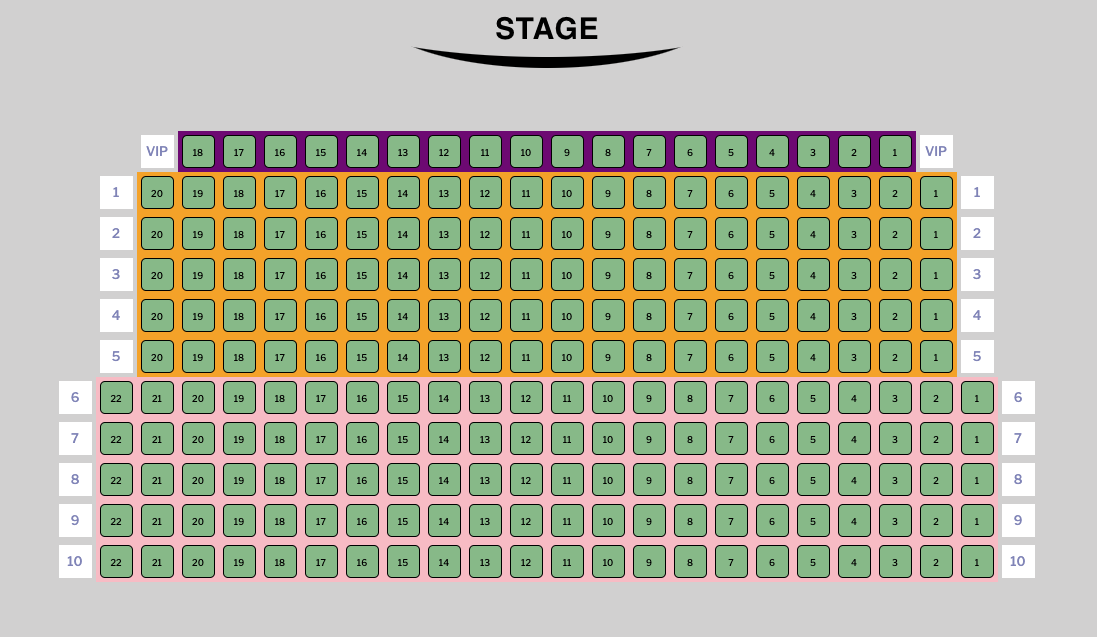 STAGE
VIP 18 17 16 15 14 13 12 11 10 9 8 7 6 5 4 3 2 1 VIP
1 20 19 18 17 16 15 14 13 12 11 10 9 8 7 6 5 4 3 2 1 1
2 20 19 18 17 16 15 14 13 12 11 10 9 8 7 6 5 4 3 2 1 2
3 20 19 18 17 16 15 14 13 12 11 10 9 8 7 6 5 4 3 2 1 3
4 20 19 18 17 16 15 14 13 12 11 10 9 8 7 6 5 4 3 2 1 4
5 20 19 18 17 16 15 14 13 12 11 10 9 8 7 6 5 4 3 2 1 5
6 22 21 20 19 18 17 16 15 14 13 12 11 10 9 8 7 6 5 4 3 2 1 6
7 22 21 20 19 18 17 16 15 14 13 12 11 10 9 8 7 6 5 4 3 2 1 7
8 22 21 20 19 18 17 16 15 14 13 12 11 10 9 8 7 6 5 4 3 2 1 8
9 22 21 20 19 18 17 16 15 14 13 12 11 10 9 8 7 6 5 4 3 2 1 9
10 22 21 20 19 18 17 16 15 14 13 12 11 10 9 8 7 6 5 4 3 2 1 10